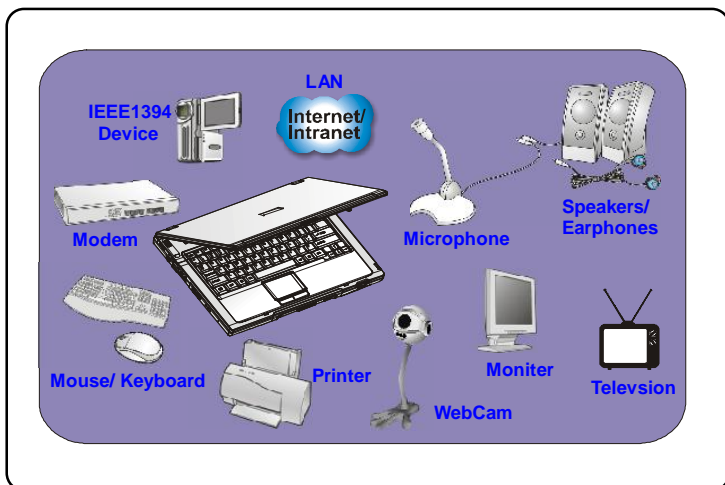 LAN
IEEE1394
Device
Internet/
Intranet
Modem
Microphone
Speakers/
Earphones
Mouse/ Keyboard
Printer
WebCam
Moniter
Televsion